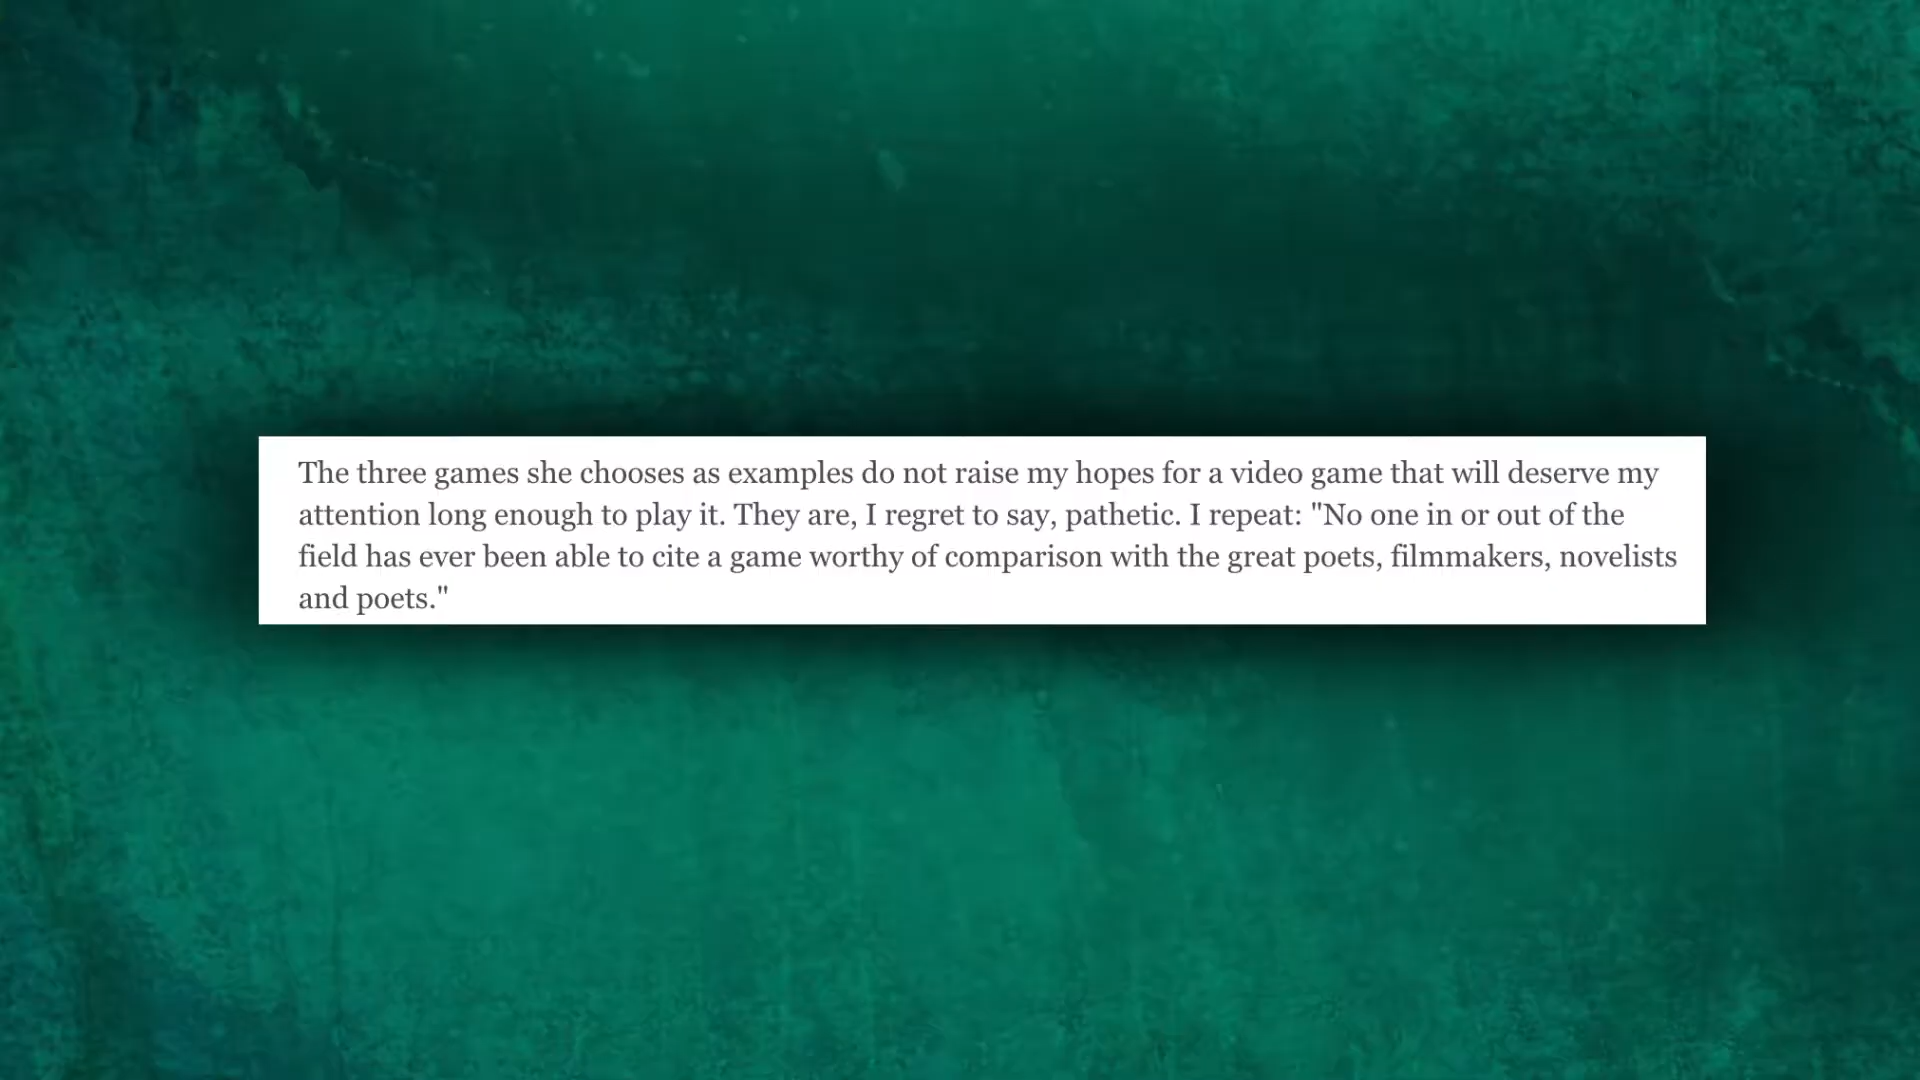 The three games she chooses as examples do not raise my hopes for a video game that will deserve my
attention long enough to play it. They are, I regret to say, pathetic. I repeat: "No one in or out of the
field has ever been able to cite a game worthy of comparison with the great poets, filmmakers, novelists
and poets."